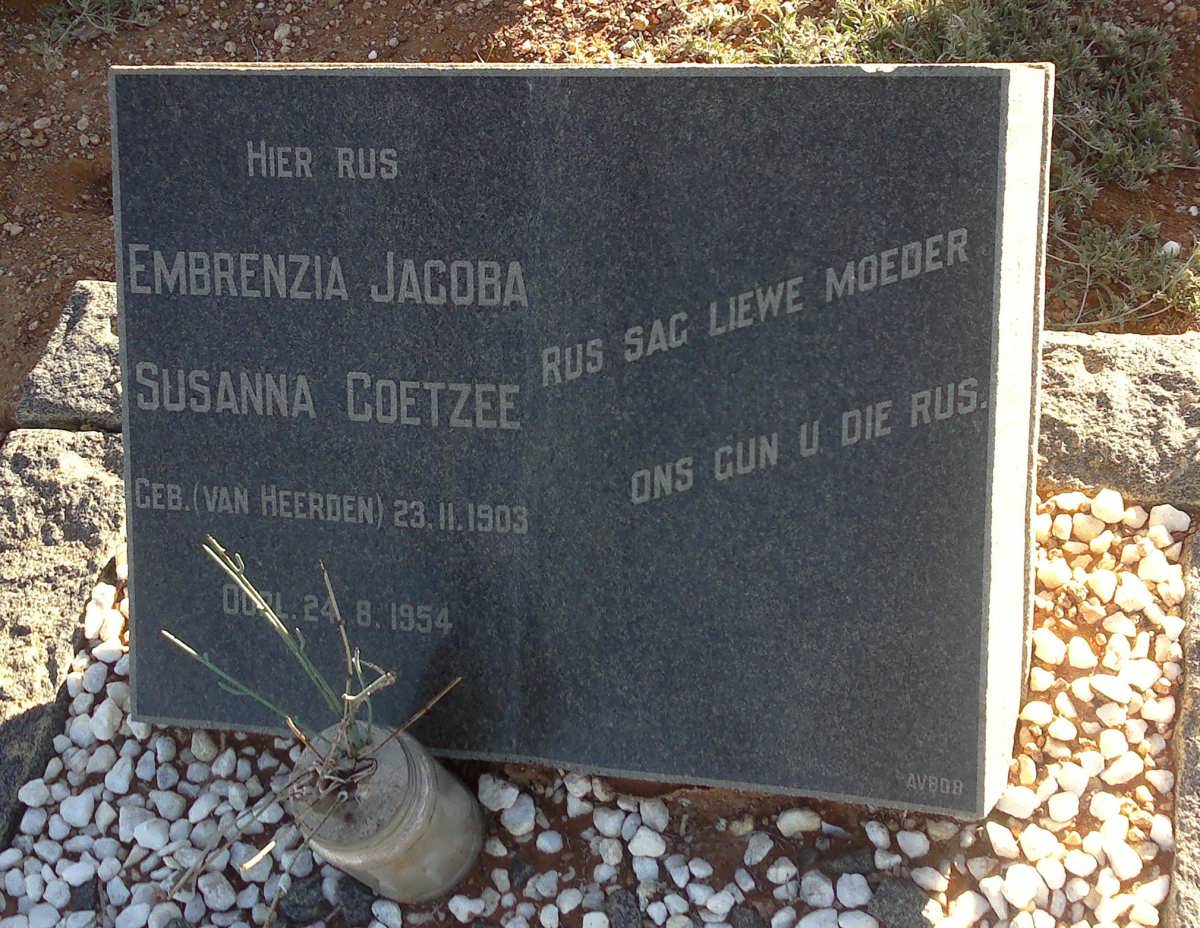 HIER RUS
EMBRENZIA JACOBA
SUSANNA COETZEE
GEB. (VAN HEERDEN) 23.11.1903
OORL. 24.8.1954
RUS SAG LIEWE MOEDER
ONS GUN U DIE RUS.
AVBOB